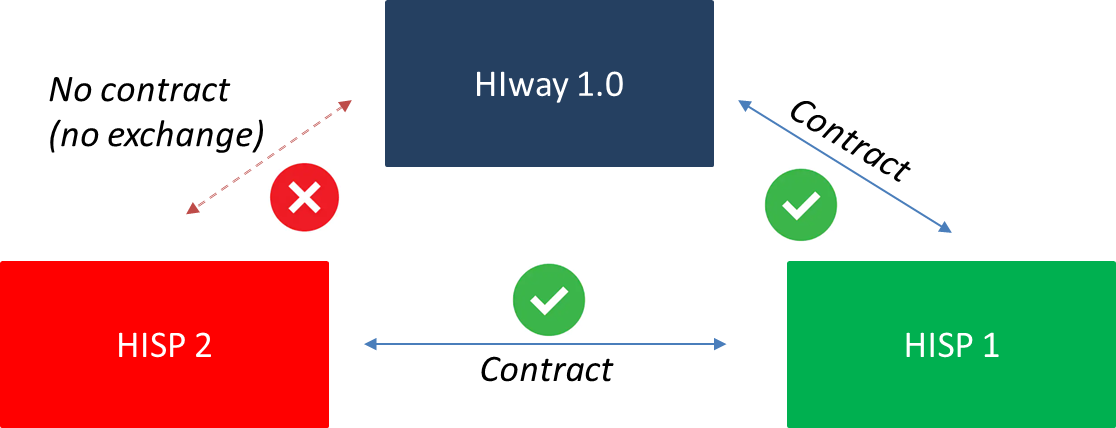 HIway 1.0
No contract
(no exchange)
Contract
HISP 2
Contract
HISP 1